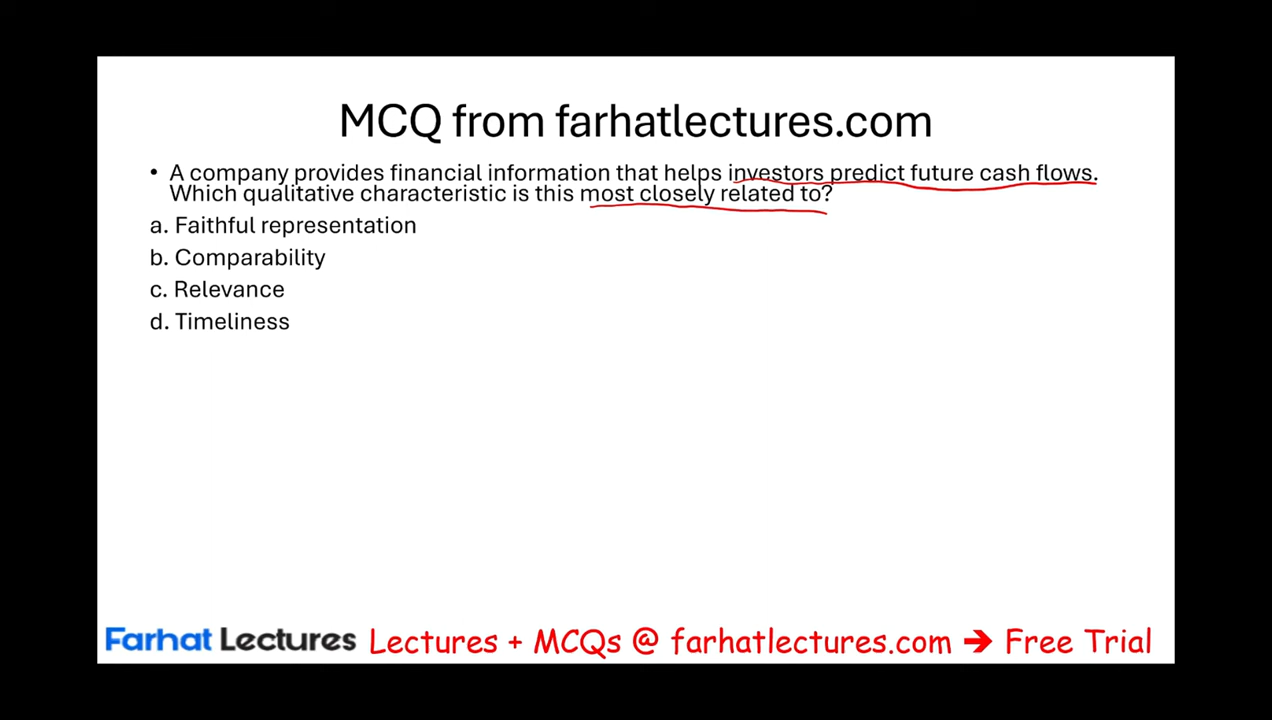 MCQ from farhatlectures.com
• A company provides financial information that helps investors predict future cash flows.
Which qualitative characteristic is this most closely related to?
a. Faithful representation
b. Comparability
c. Relevance
d. Timeliness
Farhat Lectures Lectures + MCQs @ farhatlectures.com ➔ Free Trial